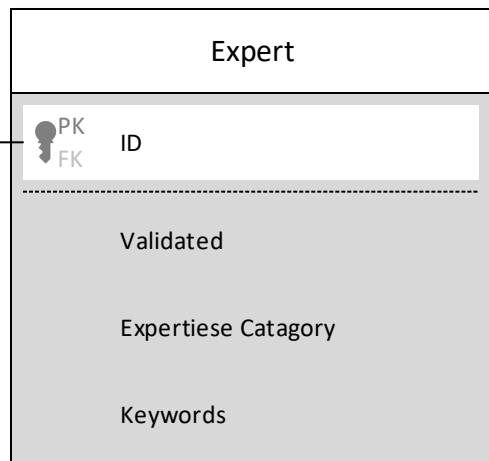 Expert
PK
FK
ID
Validated
Expertiese Catagory
Keywords